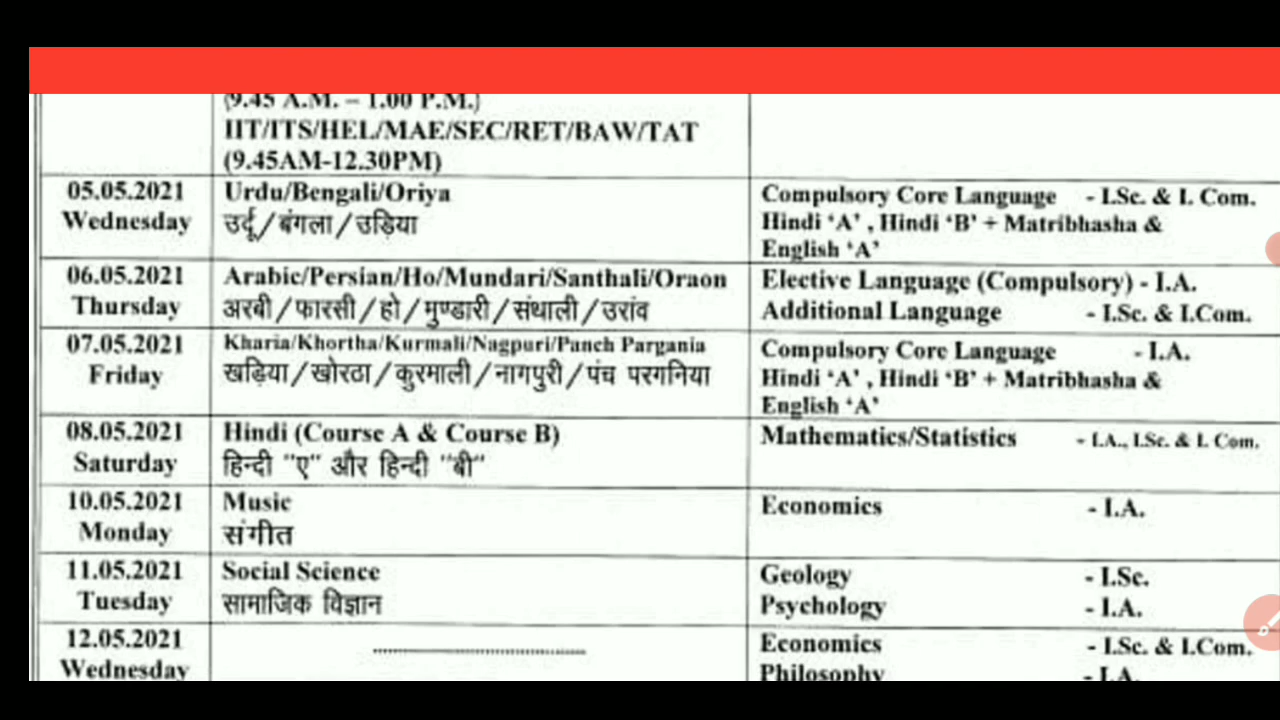 (9.45 A.M. – 1.00 P.M.)
IIT/ITS/HEL/MAE/SEC/RET/BAW/TAT
(9.45AM-12.30PM)
05.05.2021
Wednesday
Urdu/Bengali/Oriya
उर्दू/बंगला/उड़िया
Compulsory Core Language - I.Sc. & I. Com.
Hindi ‘A’ , Hindi ‘B’ + Matribhasha &
English ‘A’
06.05.2021
Thursday
Arabic/Persian/Ho/Mundari/Santhali/Oraon
अरबी/फारसी/हो/मुण्डारी/संथाली/उरांव
Elective Language (Compulsory) - I.A.
Additional Language - I.Sc. & I.Com.
07.05.2021
Friday
Kharia/Khortha/Kurmali/Nagpuri/Panch Pargania
खड़िया/खोरठा/कुरमाली/नागपुरी/पंच परगनिया
Compulsory Core Language - I.A.
Hindi ‘A’ , Hindi ‘B’ + Matribhasha &
English ‘A’
08.05.2021
Saturday
Hindi (Course A & Course B)
हिन्दी "ए" और हिन्दी "बी"
Mathematics/Statistics - I.A., I.Sc. & I. Com.
10.05.2021
Monday
Music
संगीत
Economics - I.A.
11.05.2021
Tuesday
Social Science
सामाजिक विज्ञान
Geology - I.Sc.
Psychology - I.A.
12.05.2021
Wednesday
Economics - I.Sc. & I.Com.
Philosophy - I.A.